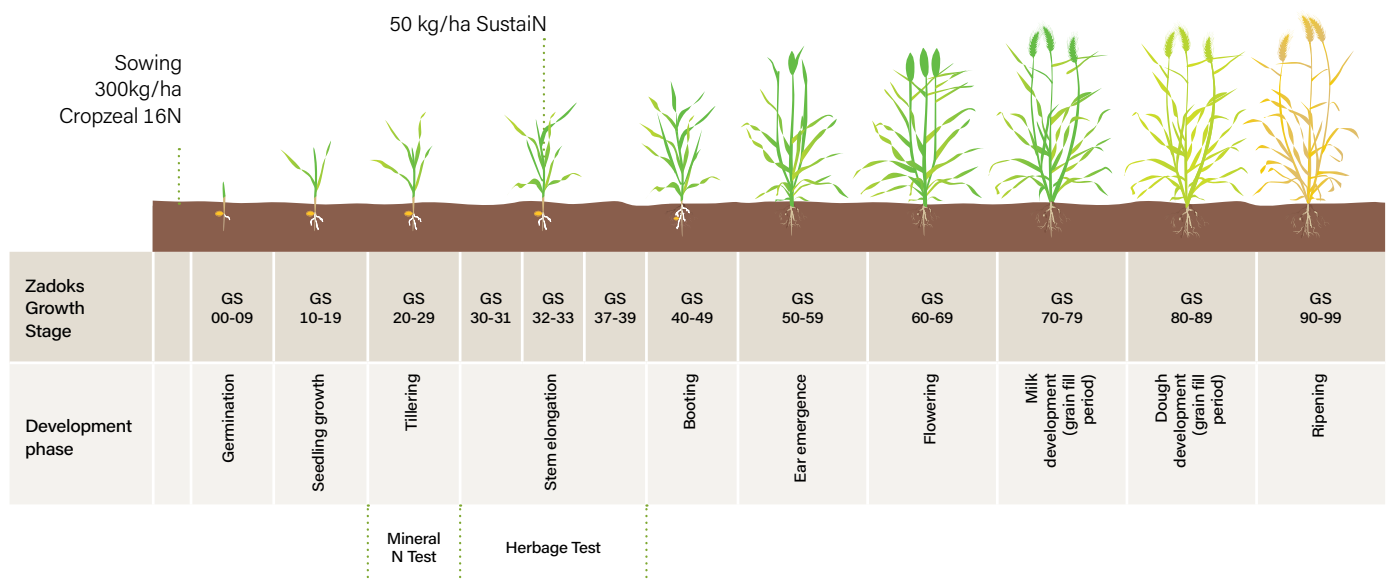 50 kg/ha SustaiN
Sowing
300kg/ha
Cropzeal 16N
Zadoks
Growth
Stage
GS
00-09
GS
10-19
GS
20-29
GS
30-31
GS
32-33
GS
37-39
GS
40-49
GS
50-59
GS
60-69
GS
70-79
GS
80-89
GS
90-99
Development
phase
Germination
Seedling growth
Tillering
Stem elongation
Booting
Ear emergence
Flowering
Milk
development
(grain fill
period)
Dough
development
(grain fill
period)
Ripening
Mineral
N Test
Herbage Test